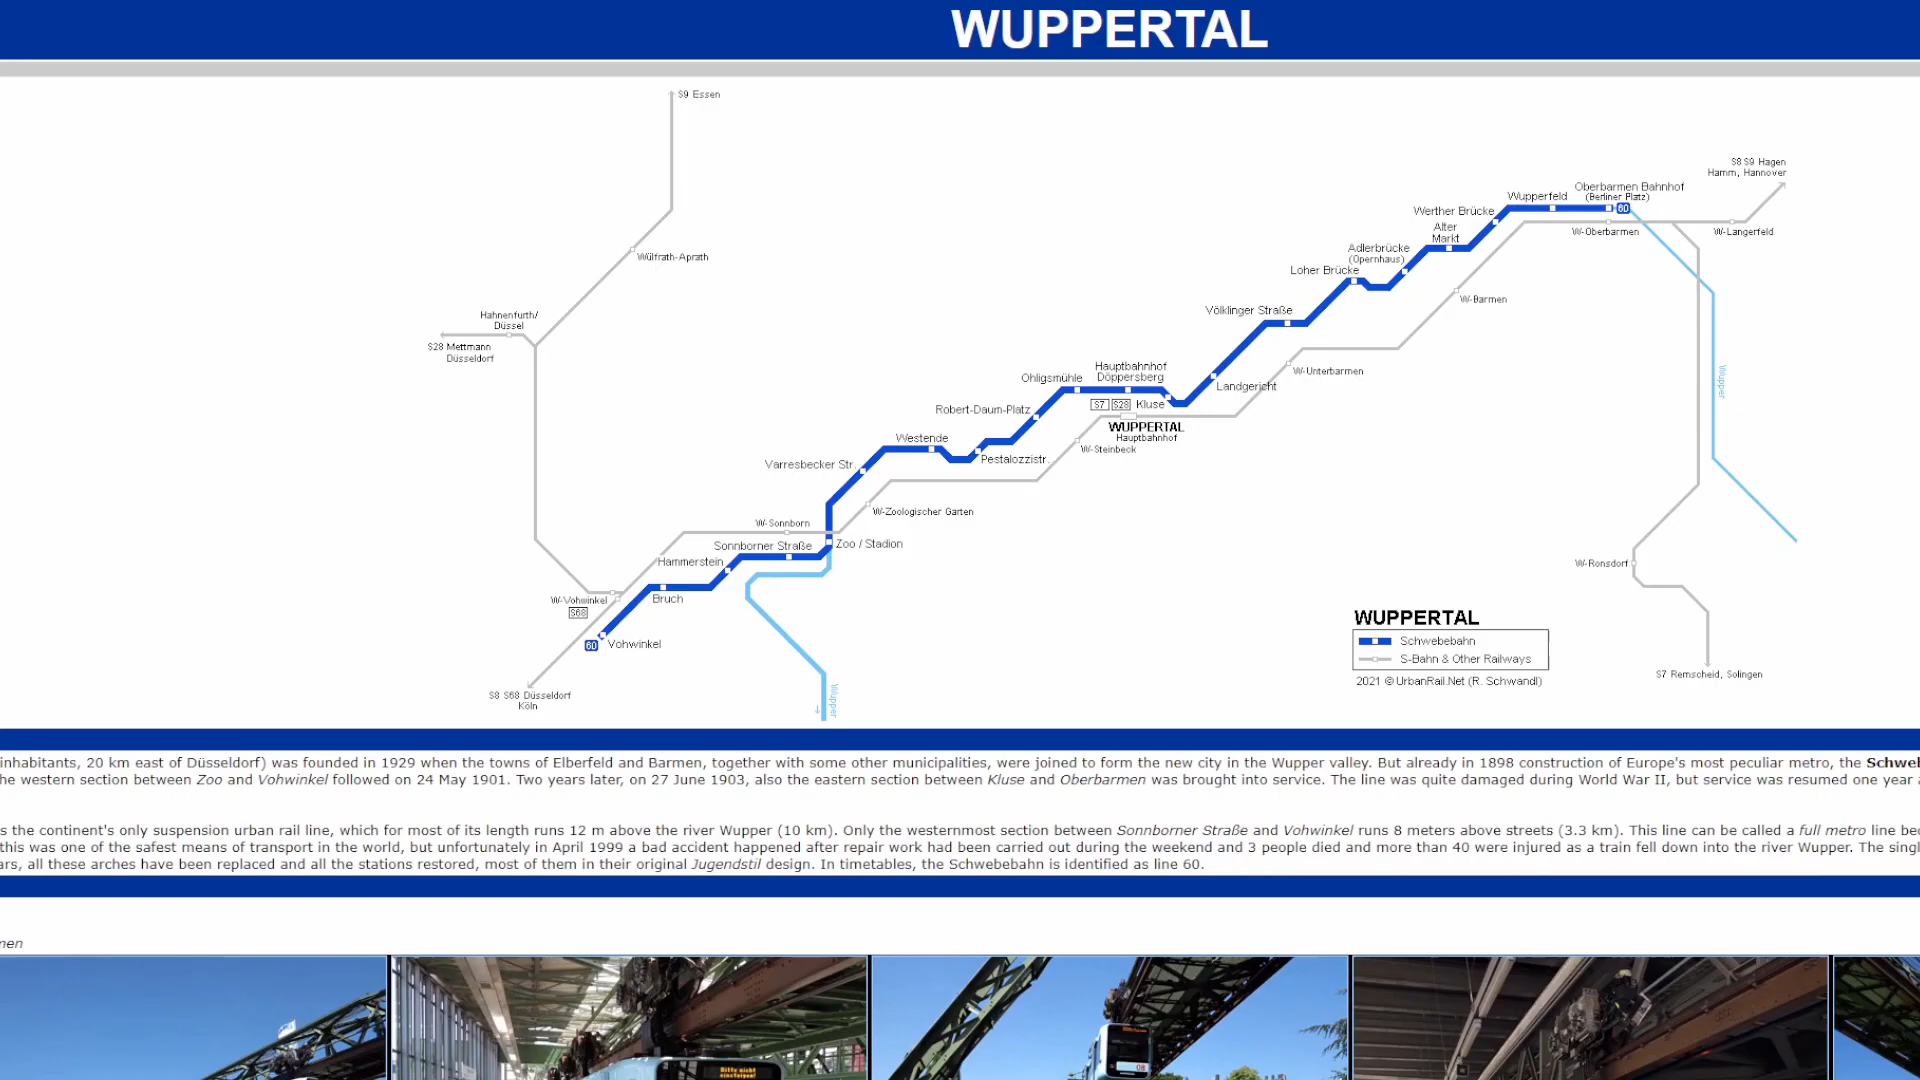 WUPPERTAL
S9 Essen
S8 S9 Hagen
Hamm, Hannover
Oberbarmen Bahnhof
(Berliner Platz)
60
Wupperfeld
Werther Brücke
W-Oberbarmen
W-Langerfeld
Alter
Markt
Adlerbrücke
(Opernhaus)
Wülfrath-Aprath
Loher Brücke
W-Barmen
Völklinger Straße
Hahnenfurth/
Düssel
S28 Mettmann
Düsseldorf
Hauptbahnhof
Döppersberg
W-Unterbarmen
Wupper
Ohligsmühle
Landgericht
S7 S28 Kluse
Robert-Daum-Platz
WUPPERTAL
Hauptbahnhof
Westende
W-Steinbeck
Pestalozzistr.
Varresbecker Str.
W-Zoologischer Garten
W-Sonnborn
Sonnborner Straße
Zoo / Stadion
Hammerstein
W-Ronsdorf
W-Vohwinkel
S68
Bruch
60 Vohwinkel
S8 S68 Düsseldorf
Köln
Wupper
WUPPERTAL
Schwebebahn
S-Bahn & Other Railways
2021 © UrbanRail.Net (R. Schwandl)
S7 Remscheid, Solingen
inhabitants, 20 km east of Düsseldorf) was founded in 1929 when the towns of Elberfeld and Barmen, together with some other municipalities, were joined to form the new city in the Wupper valley. But already in 1898 construction of Europe's most peculiar metro, the Schwe
he western section between Zoo and Vohwinkel followed on 24 May 1901. Two years later, on 27 June 1903, also the eastern section between Kluse and Oberbarmen was brought into service. The line was quite damaged during World War II, but service was resumed one year
s the continent's only suspension urban rail line, which for most of its length runs 12 m above the river Wupper (10 km). Only the westernmost section between Sonnborner Straße and Vohwinkel runs 8 meters above streets (3.3 km). This line can be called a full metro line be
this was one of the safest means of transport in the world, but unfortunately in April 1999 a bad accident happened after repair work had been carried out during the weekend and 3 people died and more than 40 were injured as a train fell down into the river Wupper. The sing
ars, all these arches have been replaced and all the stations restored, most of them in their original Jugendstil design. In timetables, the Schwebebahn is identified as line 60.
men
Bitte nicht
einsteigen!
08